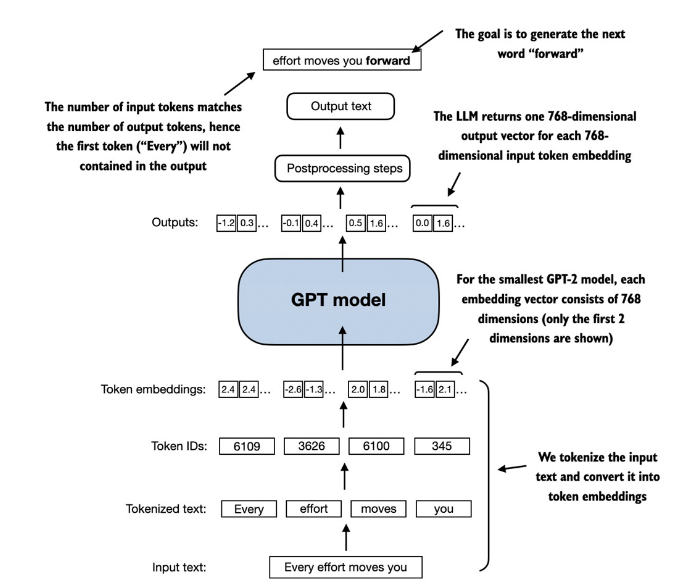 The goal is to generate the next
word “forward”
effort moves you forward
The number of input tokens matches
the number of output tokens, hence
the first token (“Every”) will not
contained in the output
Output text
The LLM returns one 768-dimensional
output vector for each 768-
dimensional input token embedding
Postprocessing steps
Outputs: -1.2 0.3 ... -0.1 0.4 ... 0.5 1.6 ... 0.0 1.6 ...
GPT model
For the smallest GPT-2 model, each
embedding vector consists of 768
dimensions (only the first 2
dimensions are shown)
Token embeddings: 2.4 2.4 ... -2.6 -1.3 ... 2.0 1.8 ... -1.6 2.1 ...
Token IDs: 6109 3626 6100 345
We tokenize the input
text and convert it into
token embeddings
Tokenized text: Every effort moves you
Input text: Every effort moves you